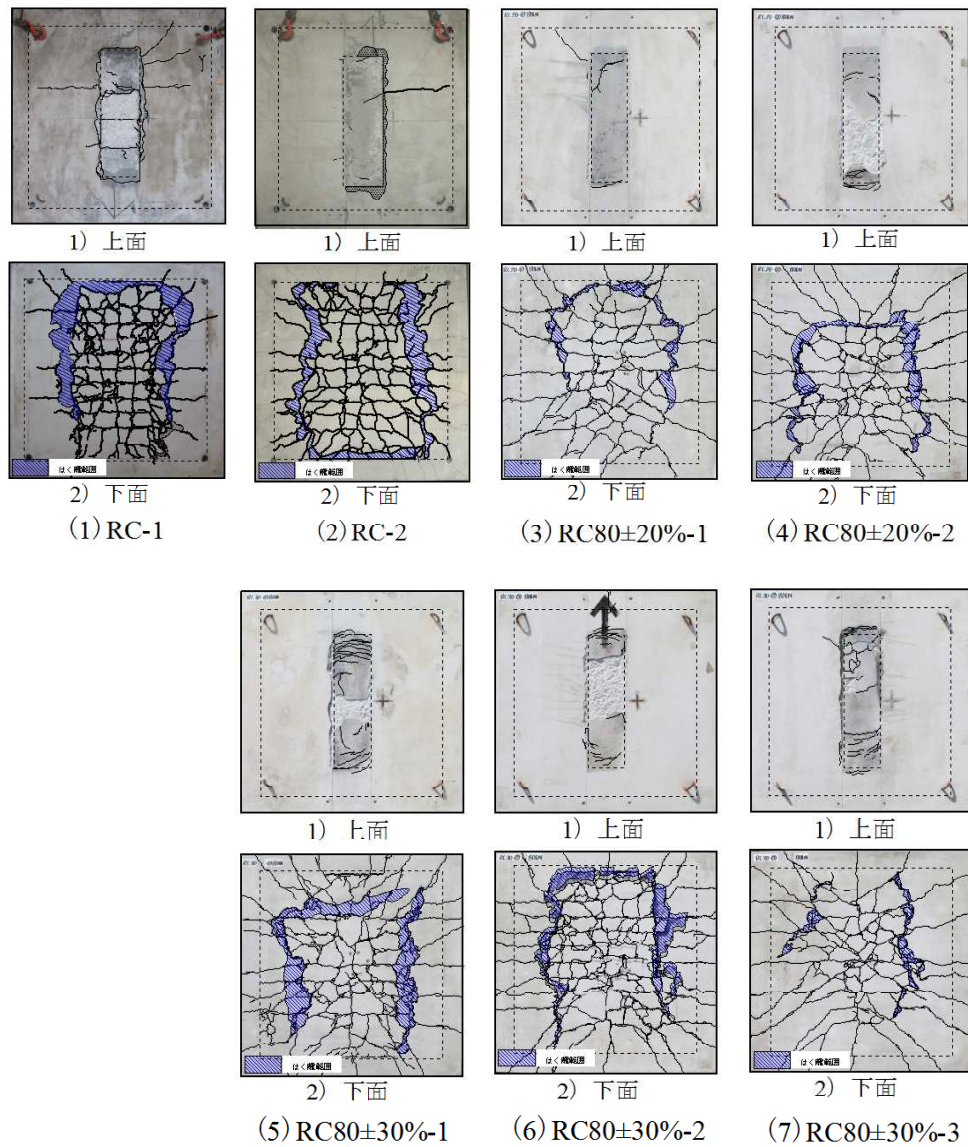 1) 上面
1) 上面
1) 上面
1) 上面
はく離範囲
はく離範囲
はく離範囲
はく離範囲
2) 下面
2) 下面
2) 下面
2) 下面
(1) RC-1
(2) RC-2
(3) RC80±20%-1
(4) RC80±20%-2
1) 上面
1) 上面
1) 上面
はく離範囲
はく離範囲
はく離範囲
2) 下面
2) 下面
2) 下面
(5) RC80±30%-1
(6) RC80±30%-2
(7) RC80±30%-3